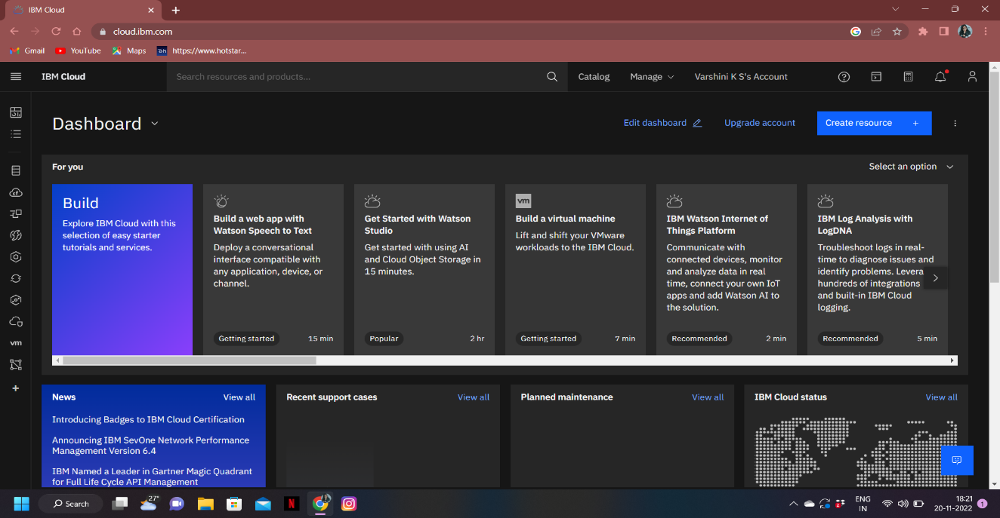 IBM Cloud
cloud.ibm.com
Gmail
YouTube
Maps
https://www.hotstar...
IBM Cloud
Search resources and products...
Catalog
Manage
Varshini K S's Account
Dashboard
Edit dashboard
Upgrade account
Create resource +
For you
Select an option
Build
Explore IBM Cloud with this
selection of easy starter
tutorials and services.
Build a web app with
Watson Speech to Text
Deploy a conversational
interface compatible with
any application, device, or
channel.
Getting started
15 min
Get Started with Watson
Studio
Get started with using AI
and Cloud Object Storage in
15 minutes.
Popular
2 hr
vm
Build a virtual machine
Lift and shift your VMware
workloads to the IBM Cloud.
Getting started
7 min
IBM Watson Internet of
Things Platform
Communicate with
connected devices, monitor
and analyze data in real
time, connect your own IoT
apps and add Watson AI to
the solution.
Recommended
2 min
IBM Log Analysis with
LogDNA
Troubleshoot logs in real-
time to diagnose issues and
identify problems. Levera
hundreds of integrations
and built-in IBM Cloud
logging.
Recommended
5 min
vm
News
View all
Introducing Badges to IBM Cloud Certification
Announcing IBM SevOne Network Performance
Management Version 6.4
IBM Named a Leader in Gartner Magic Quadrant
for Full Life Cycle API Management
Recent support cases
View all
Planned maintenance
View all
IBM Cloud status
View all
Search
27°
N
ENG
IN
18:21
20-11-2022
1